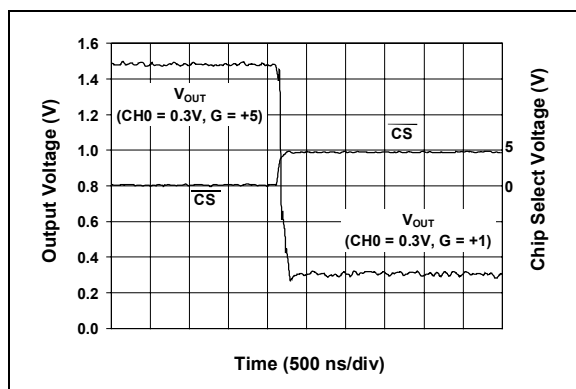 Output Voltage (V)
1.6
1.4
1.2
1.0
0.8
0.6
0.4
0.2
0.0
VOUT
(CH0 = 0.3V, G = +5)
CS
CS
VOUT
(CH0 = 0.3V, G = +1)
5
0
Chip Select Voltage (V)
Time (500 ns/div)